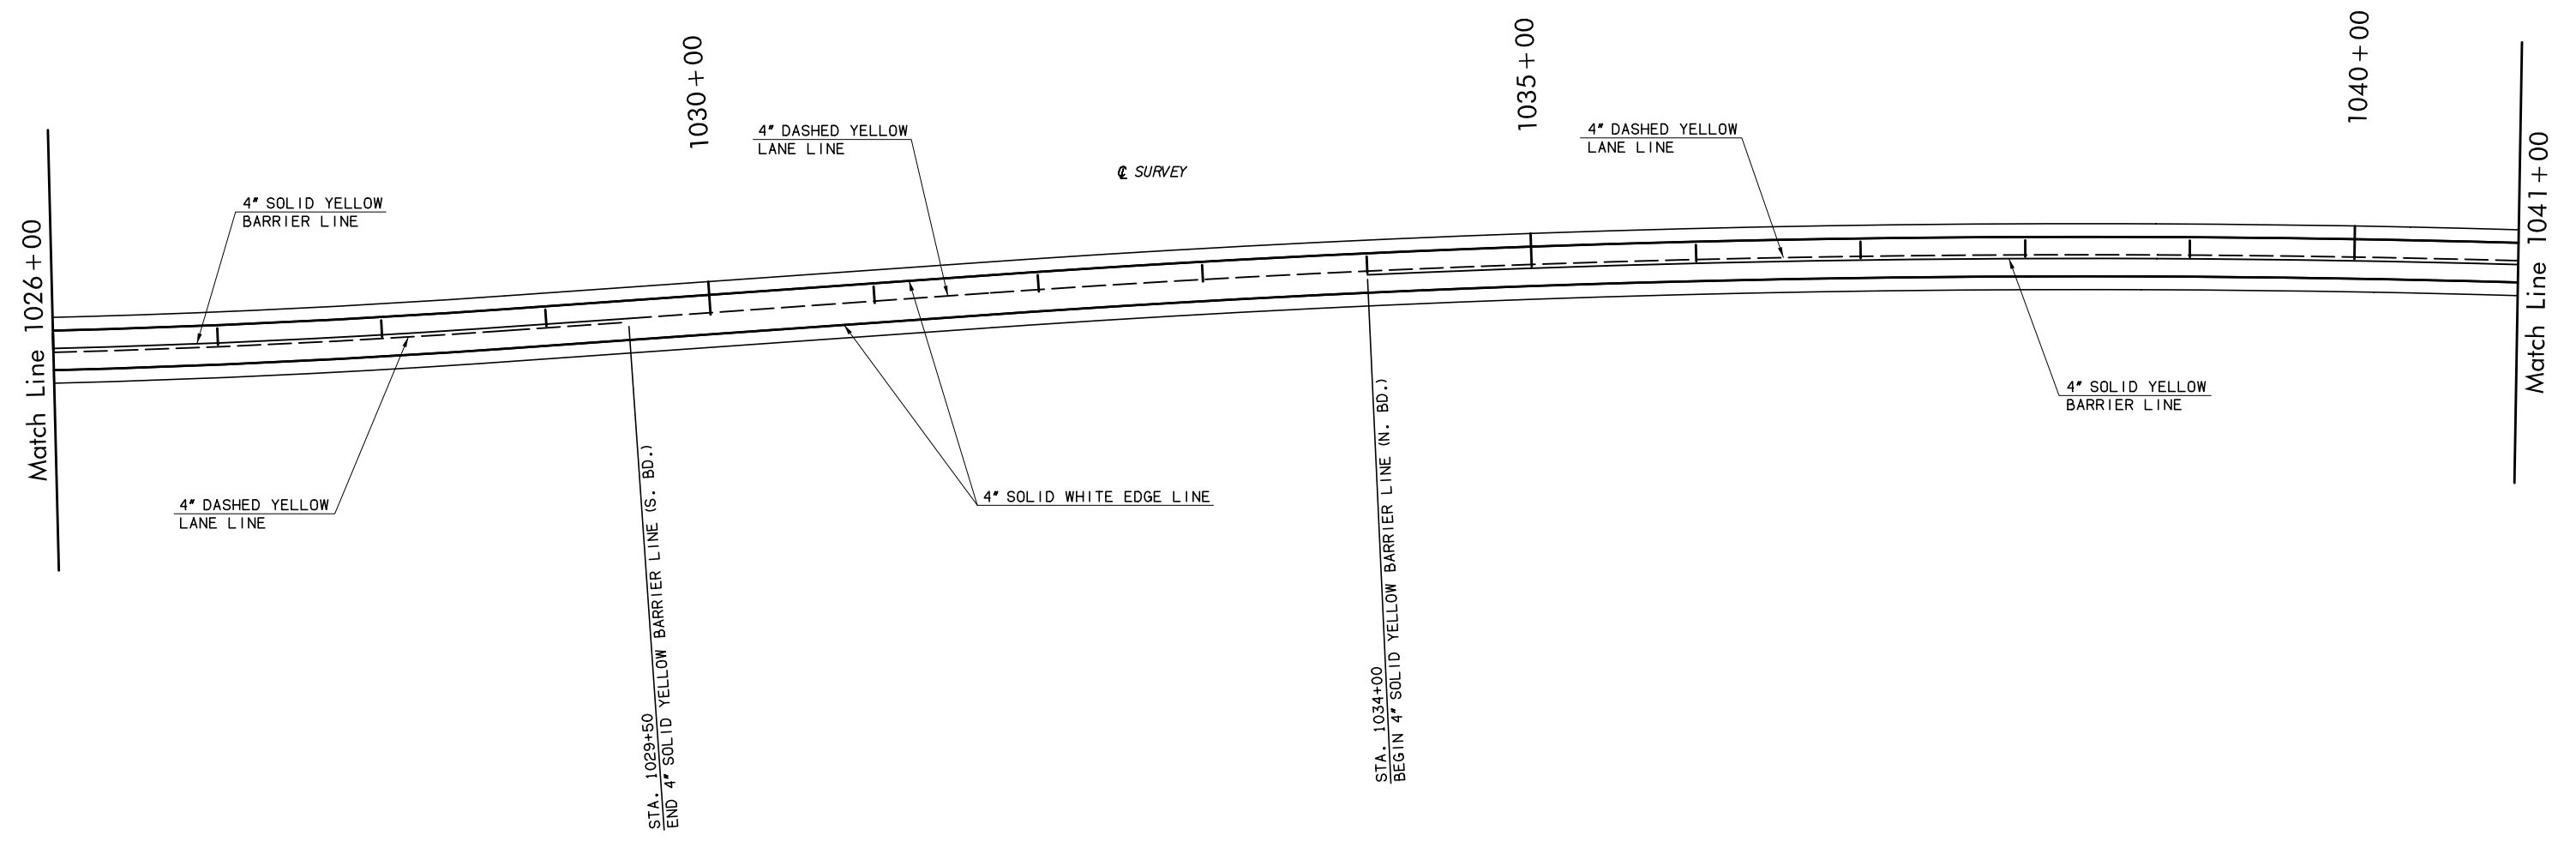 Match Line 1026+00
4" SOLID YELLOW
BARRIER LINE
4" DASHED YELLOW
LANE LINE
1030+00
4" DASHED YELLOW
LANE LINE
℄ SURVEY
STA. 1029+50
END 4" SOLID YELLOW BARRIER LINE (S. BD.)
4" SOLID WHITE EDGE LINE
1035+00
4" DASHED YELLOW
LANE LINE
STA. 1034+00
BEGIN 4" SOLID YELLOW BARRIER LINE (N. BD.)
4" SOLID YELLOW
BARRIER LINE
1040+00
Match Line 1041+00